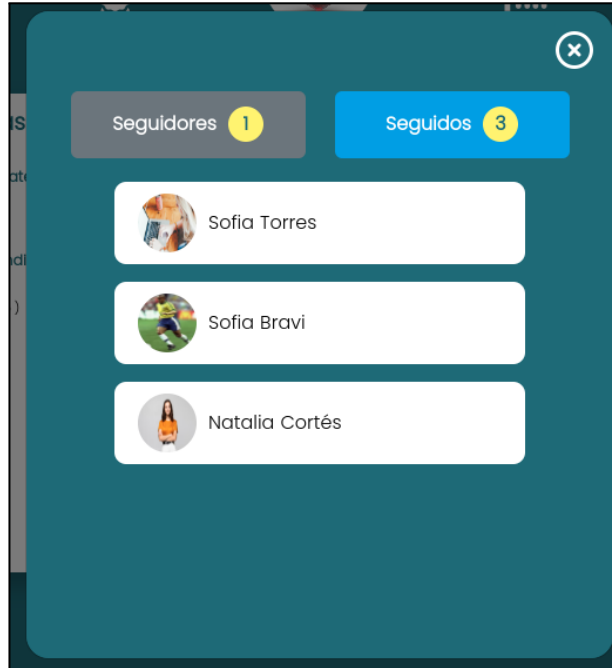 Seguidores 1
Seguidos 3
Sofia Torres
Sofia Bravi
Natalia Cortés